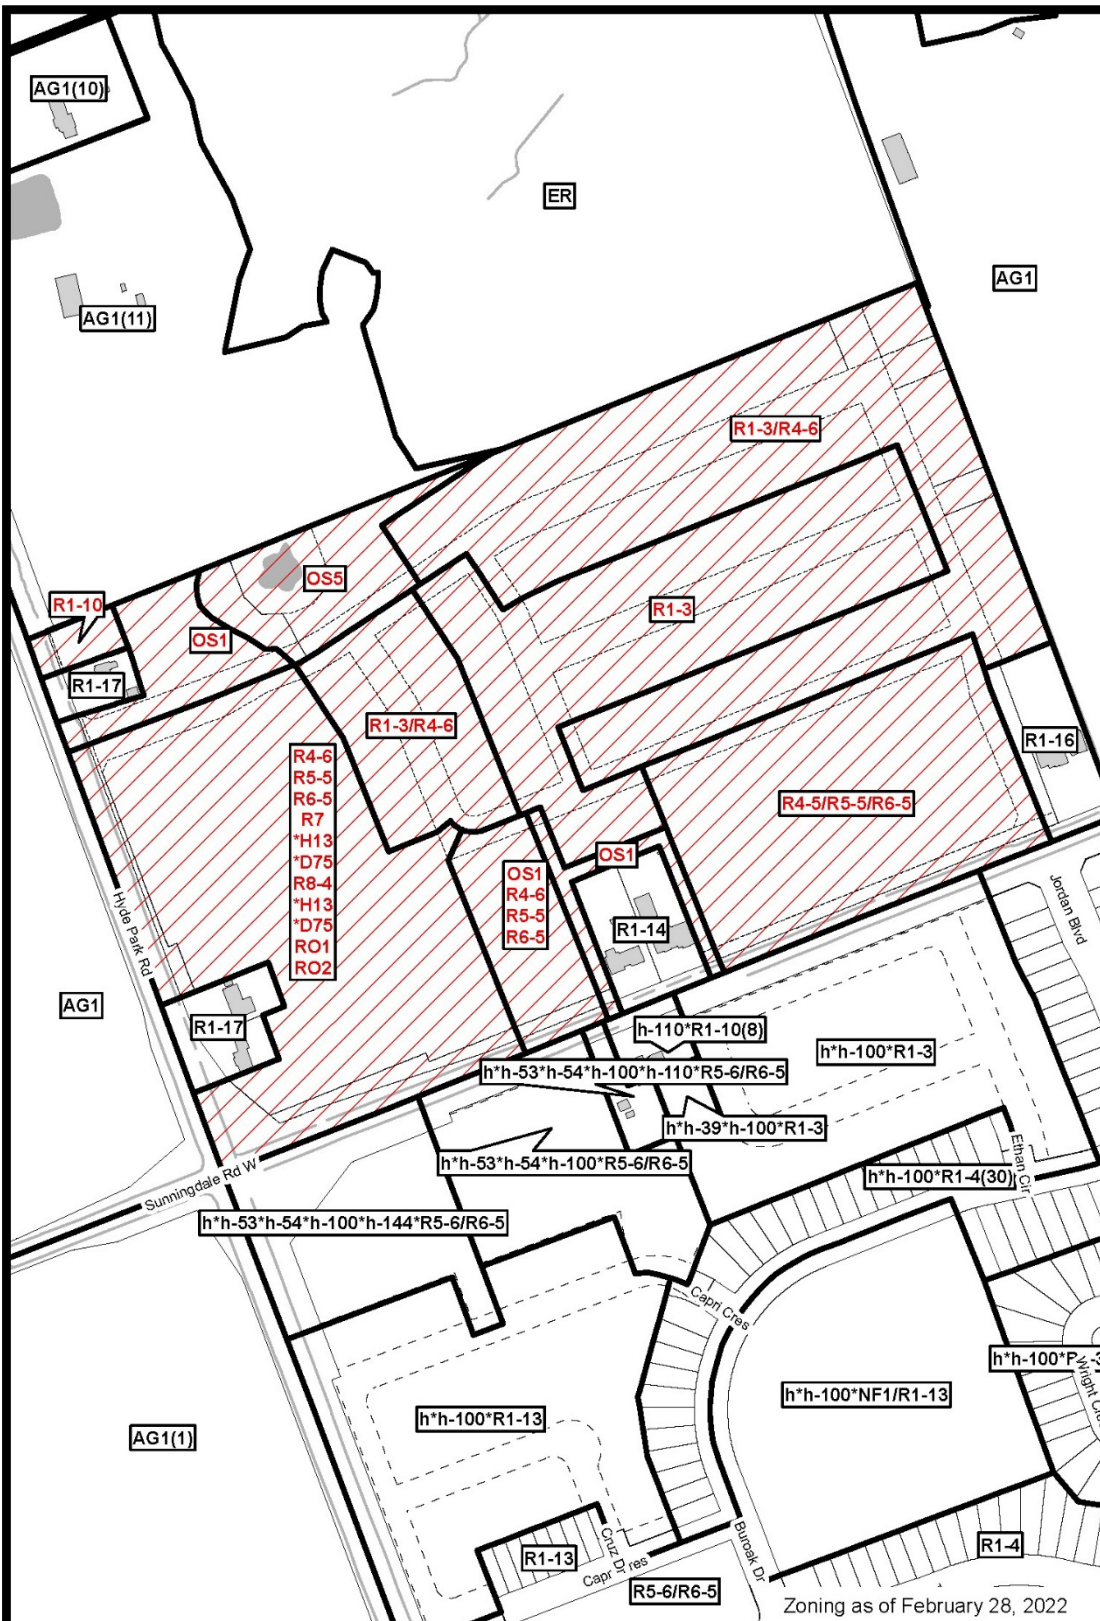 AG1(10)
ER
AG1
AG1(11)
R1-3/R4-6
OS5
R1-10
R1-3
OS1
R1-17
R1-3/R4-6
R1-16
R4-6
R5-5
R6-5
R7
*H13
*D75
R8-4
*H13
*D75
RO1
RO2
R4-5/R5-5/R6-5
OS1
OS1
R4-6
R5-5
R6-5
Jordan Blvd
Hyde Park Rd
R1-14
AG1
R1-17
h-110*R1-10(8)
h*h-100*R1-3
h*h-53*h-54*h-100*h-110*R5-6/R6-5
h*h-39*h-100*R1-3
h*h-53*h-54*h-100*R5-6/R6-5
Ethan Cir
h*h-100*R1-4(30)
Sunningdale Rd W
h*h-53*h-54*h-100*h-144*R5-6/R6-5
Capri Cres
h*h-100*
-3
Wright
h*h-100*NF1/R1-13
h*h-100*R1-13
AG1(1)
Cruz Dr
Buroak Dr
R1-4
R1-13
Capr
res
R5-6/R6-5
Zoning as of February 28, 2022